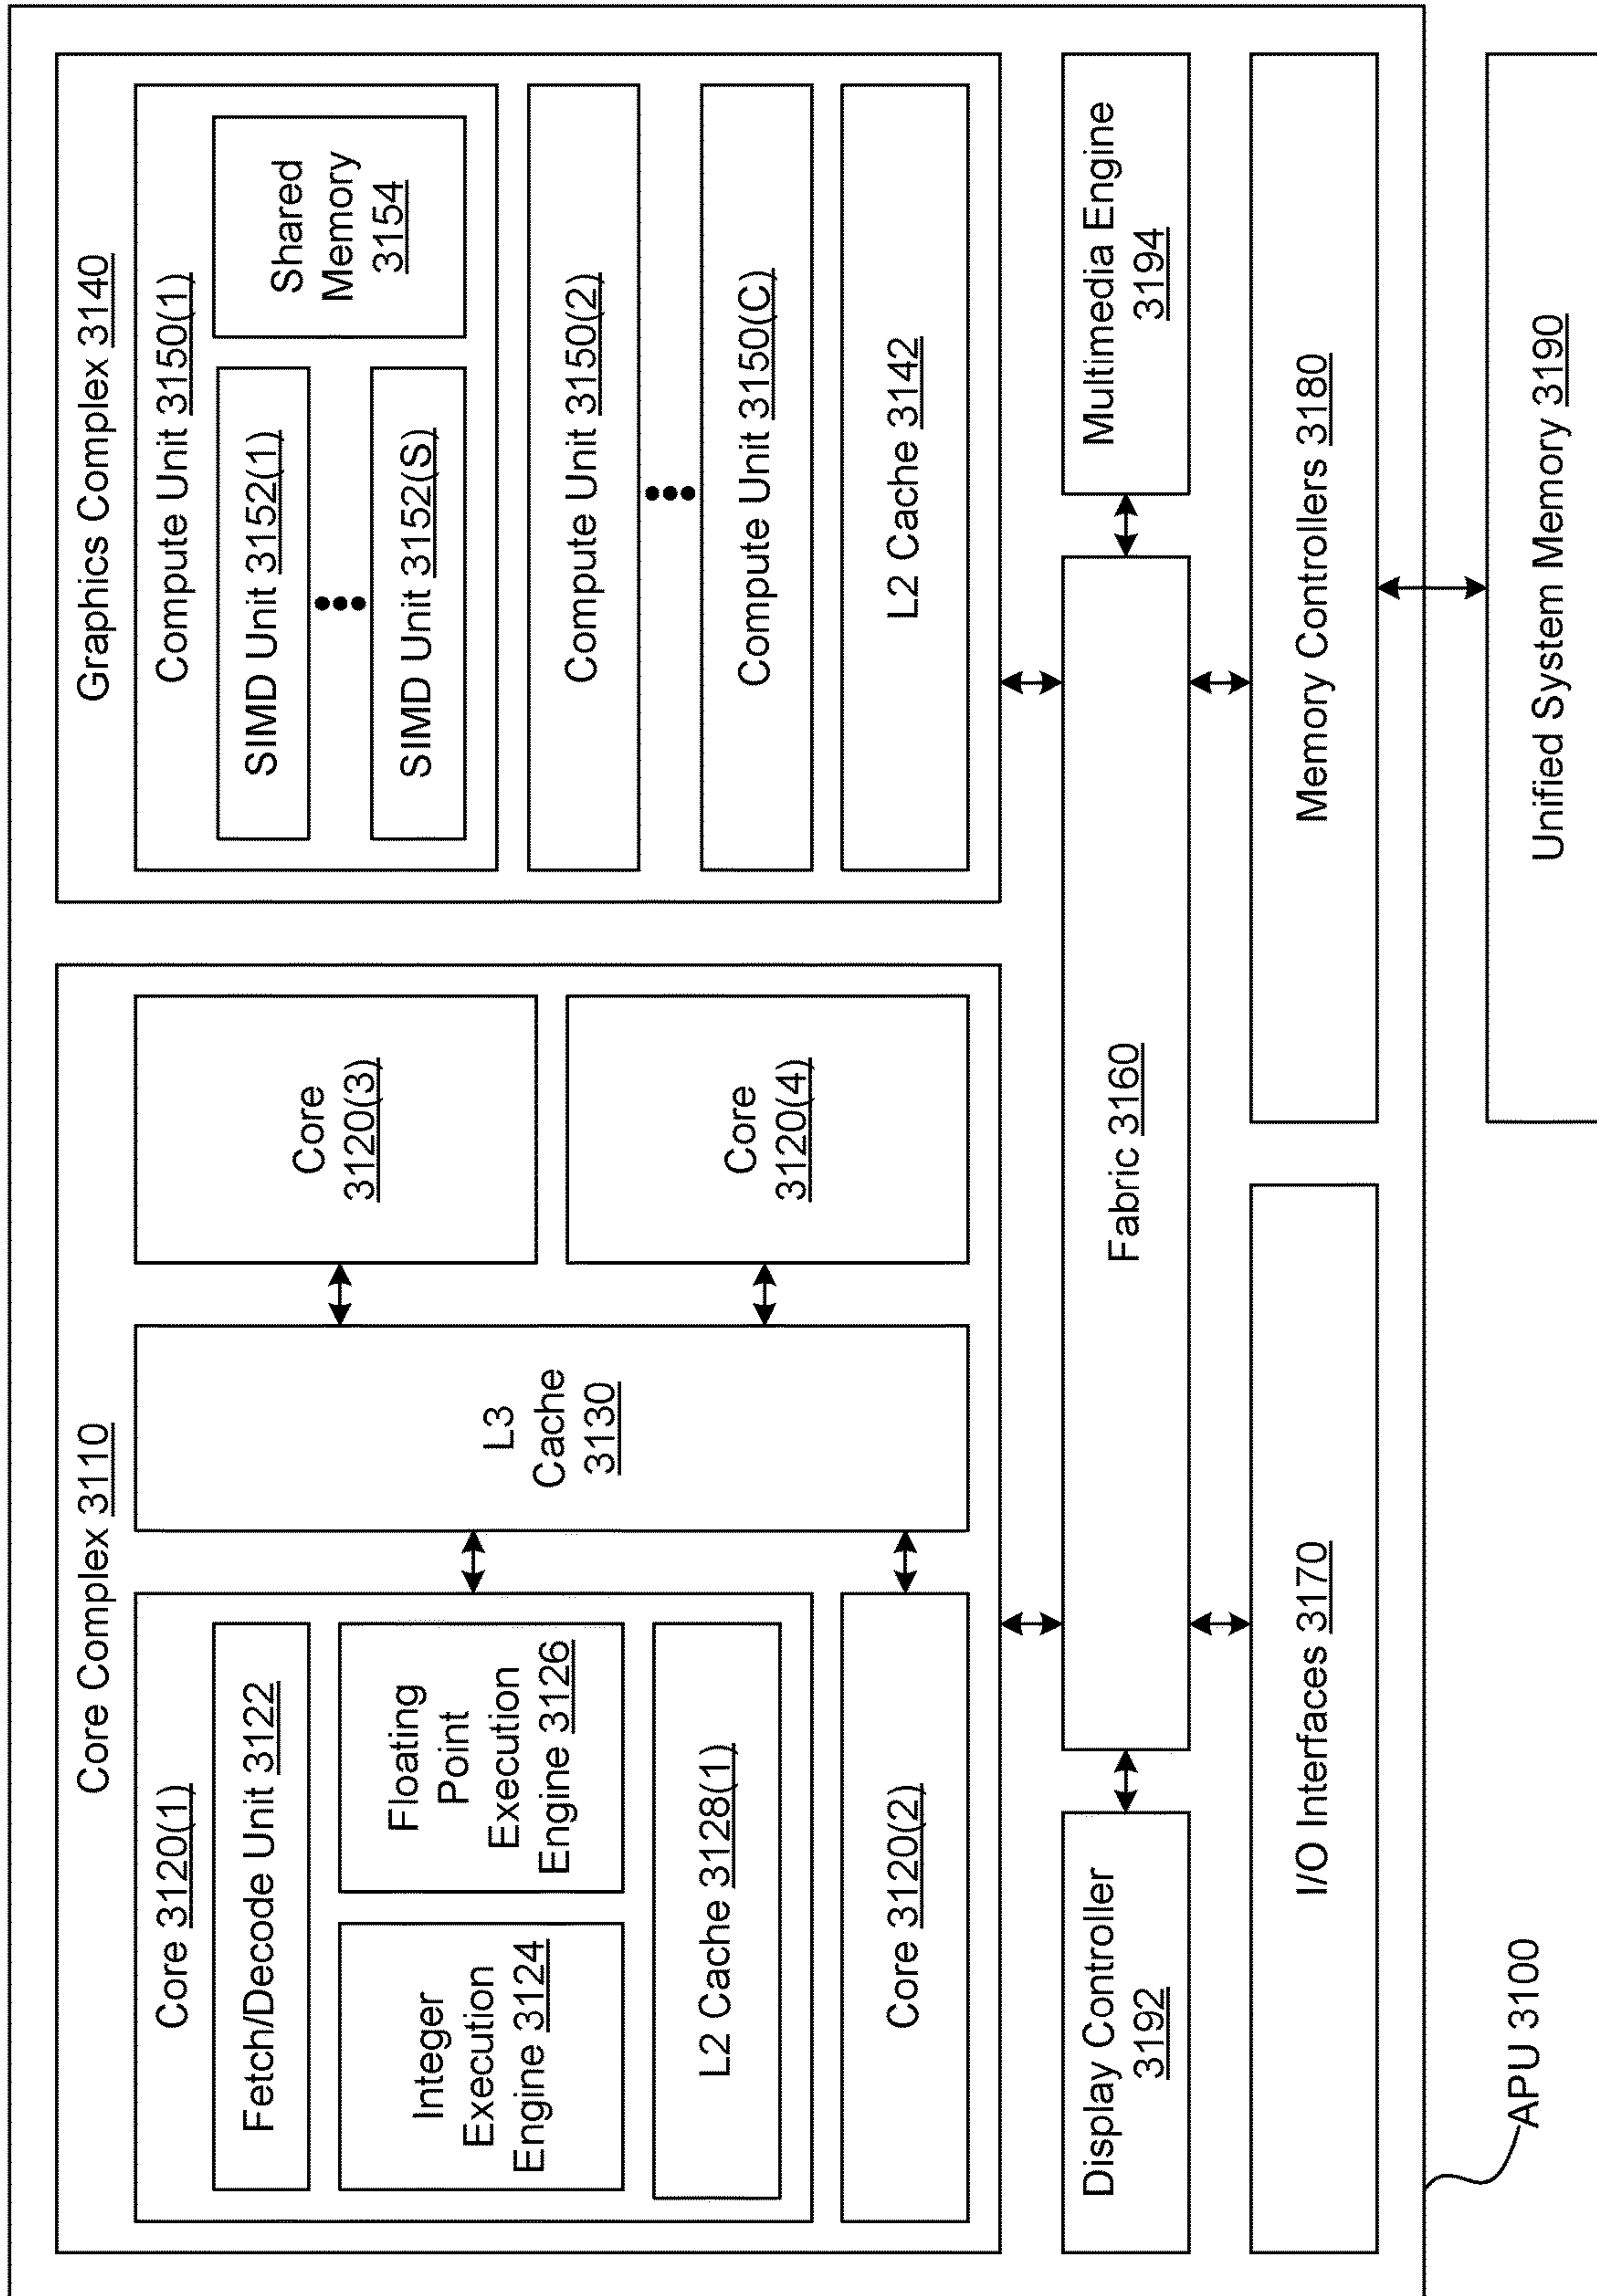 Core Complex 3110
Core 3120(1)
Fetch/Decode Unit 3122
Integer
Execution
Engine 3124
Floating
Point
Execution
Engine 3126
L2 Cache 3128(1)
Core 3120(2)
L3
Cache
3130
Core
3120(3)
Core
3120(4)
Graphics Complex 3140
Compute Unit 3150(1)
SIMD Unit 3152(1)
SIMD Unit 3152(S)
Shared
Memory
3154
Compute Unit 3150(2)
Compute Unit 3150(C)
L2 Cache 3142
Display Controller
3192
Fabric 3160
Multimedia Engine
3194
I/O Interfaces 3170
Memory Controllers 3180
APU 3100
Unified System Memory 3190